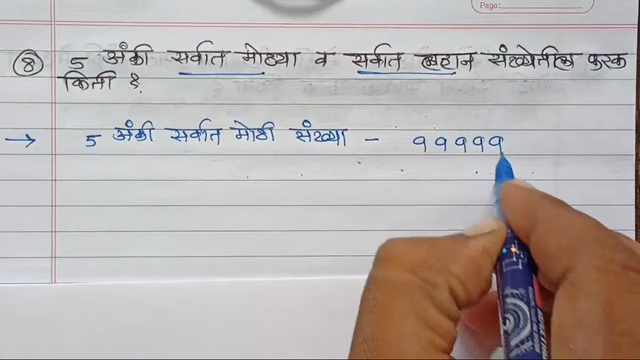 Page:
⑧ 5 अंकी सर्वात मोठ्या व सर्वात लहान संख्येतील फरक
किती ?
→ 5 अंकी सर्वात मोठी संख्या - 99999